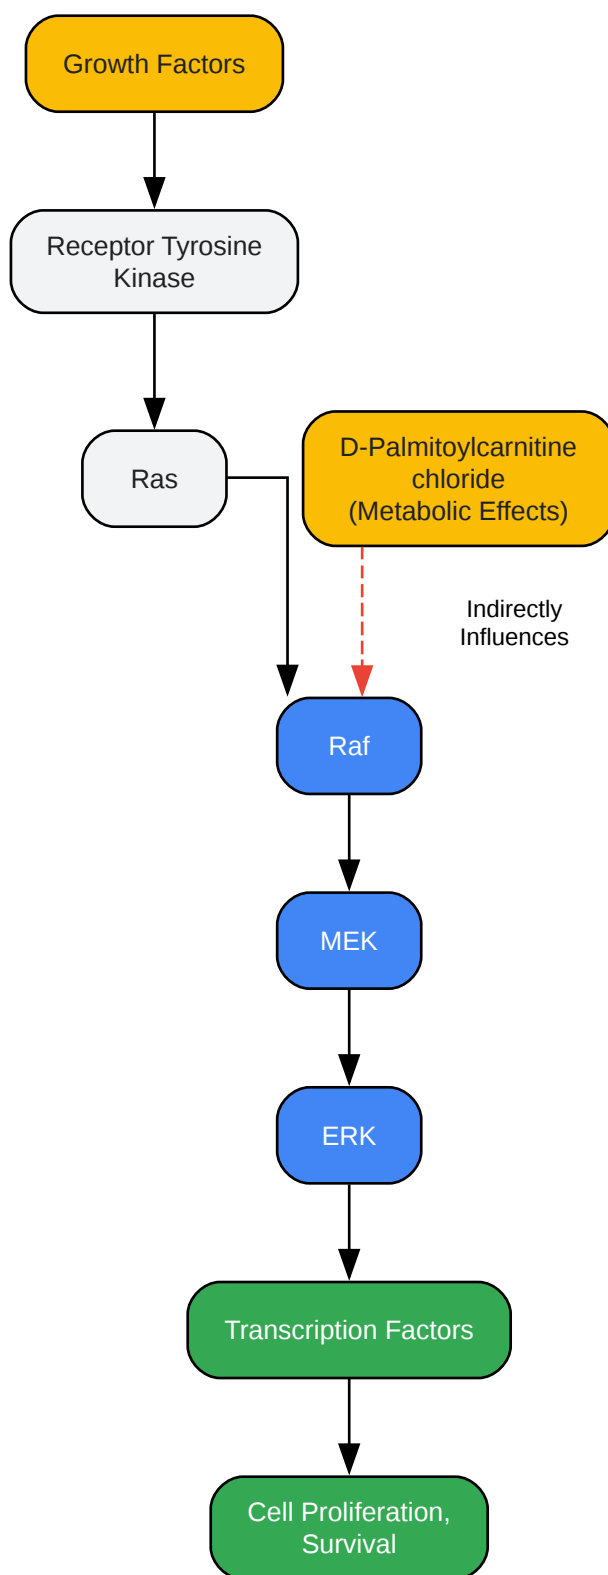 Growth Factors
Receptor Tyrosine
Kinase
Ras
D-Palmitoylcarnitine
chloride
(Metabolic Effects)
Indirectly
Influences
Raf
MEK
ERK
Transcription Factors
Cell Proliferation,
Survival